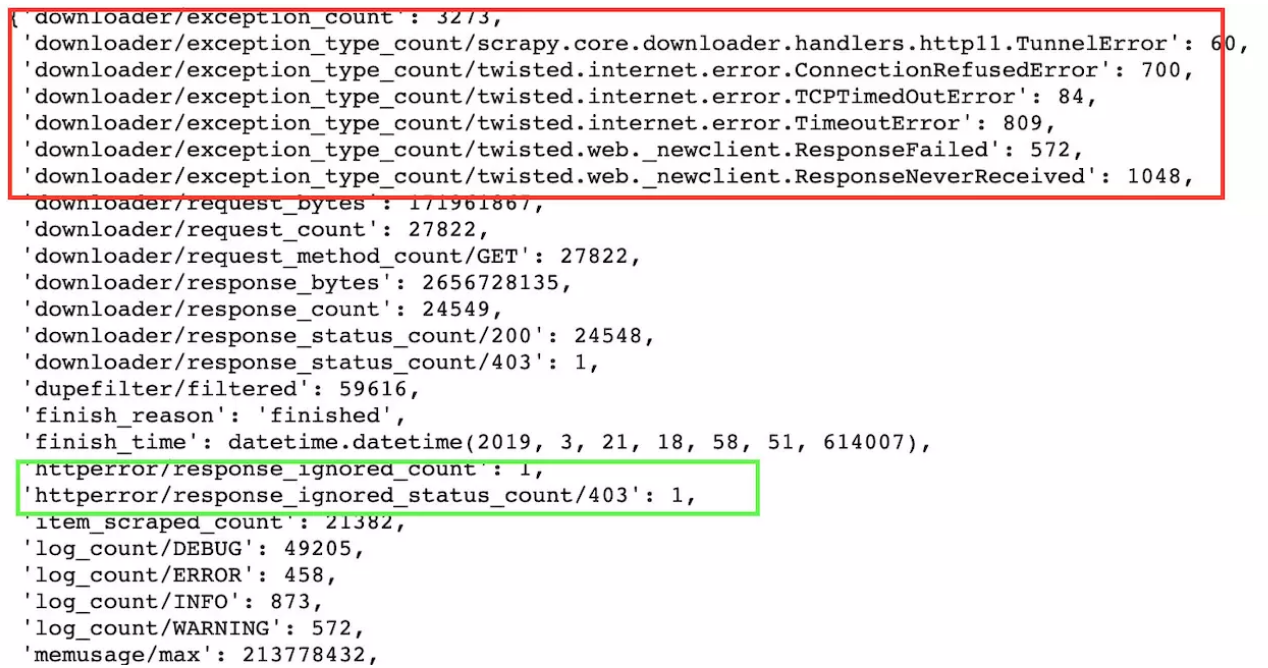 {'downloader/exception_count': 3273,
'downloader/exception_type_count/scrapy.core.downloader.handlers.http11.TunnelError': 60,
'downloader/exception_type_count/twisted.internet.error.ConnectionRefusedError': 700,
'downloader/exception_type_count/twisted.internet.error.TCPTimedOutError': 84,
'downloader/exception_type_count/twisted.internet.error.TimeoutError': 809,
'downloader/exception_type_count/twisted.web._newclient.ResponseFailed': 572,
'downloader/exception_type_count/twisted.web._newclient.ResponseNeverReceived': 1048,
'downloader/request_bytes': 171961867,
'downloader/request_count': 27822,
'downloader/request_method_count/GET': 27822,
'downloader/response_bytes': 2656728135,
'downloader/response_count': 24549,
'downloader/response_status_count/200': 24548,
'downloader/response_status_count/403': 1,
'dupefilter/filtered': 59616,
'finish_reason': 'finished',
'finish_time': datetime.datetime(2019, 3, 21, 18, 58, 51, 614007),
'httperror/response_ignored_count': 1,
'httperror/response_ignored_status_count/403': 1,
'item_scraped_count': 21382,
'log_count/DEBUG': 49205,
'log_count/ERROR': 458,
'log_count/INFO': 873,
'log_count/WARNING': 572,
'memusage/max': 213778432,